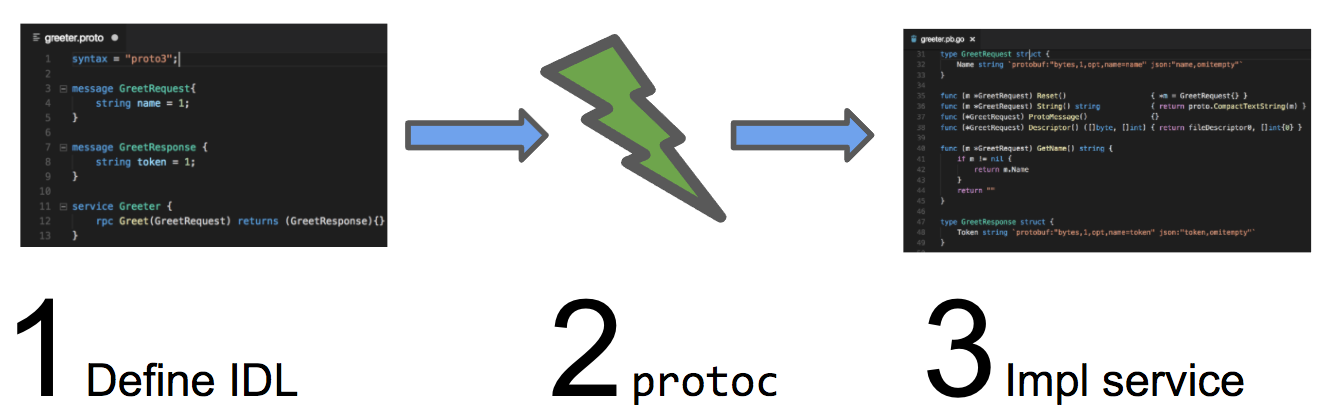 greeter.proto
1 syntax = "proto3";
2
3 message GreetRequest{
4 string name = 1;
5 }
6
7 message GreetResponse {
8 string token = 1;
9 }
10
11 service Greeter {
12 rpc Greet(GreetRequest) returns (GreetResponse){}
13 }
greeter.pb.go ×
31 type GreetRequest struct {
32 Name string `protobuf:"bytes,1,opt,name=name" json:"name,omitempty"`
33 }
34
35 func (m *GreetRequest) Reset() { *m = GreetRequest{} }
36 func (m *GreetRequest) String() string { return proto.CompactTextString(m) }
37 func (*GreetRequest) ProtoMessage() {}
38 func (*GreetRequest) Descriptor() ([]byte, []int) { return fileDescriptor0, []int{0} }
39
40 func (m *GreetRequest) GetName() string {
41 if m != nil {
42 return m.Name
43 }
44 return ""
45 }
46
47 type GreetResponse struct {
48 Token string `protobuf:"bytes,1,opt,name=token" json:"token,omitempty"`
49 }
1 Define IDL
2 protoc
3 Impl service